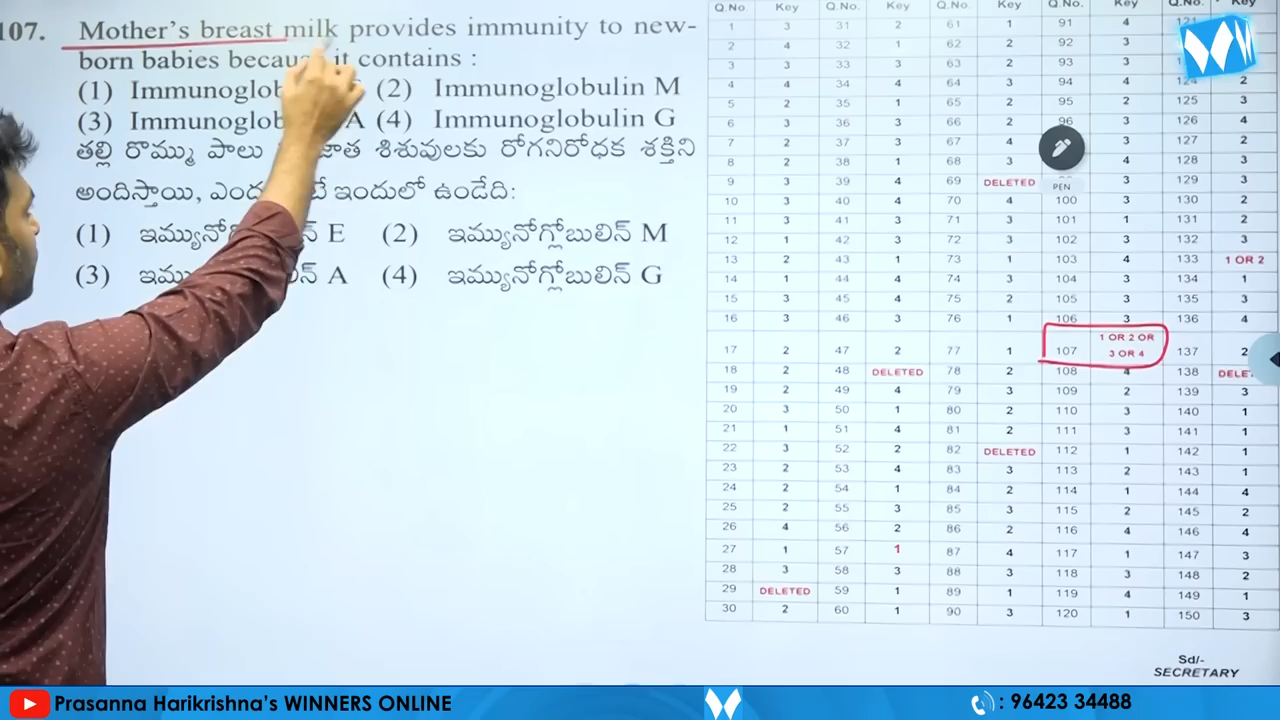 107. Mother's breast milk provides immunity to new-
born babies becau it contains :
(1) Immunoglob (2) Immunoglobulin M
(3) Immunoglob A (4) Immunoglobulin G
తల్లి రొమ్ము పాలు జాత శిశువులకు రోగనిరోధక శక్తిని
అందిస్తాయి, ఎంద టే ఇందులో ఉండేది:
(1) ఇమ్యునో న్ E (2) ఇమ్యునోగ్లోబులిన్ M
(3) ఇమ్యు లిన్ A (4) ఇమ్యునోగ్లోబులిన్ G
Q.No Key Q.No. Key Q.No. Key Q.No. Key Q.No. Key
1 3 31 2 61 1 91 4
2 4 32 1 62 2 92 3
3 3 33 3 63 2 93 3
4 4 34 4 64 3 94 4 124 2
5 2 35 1 65 2 95 2 125 3
6 3 36 3 66 2 96 3 126 4
7 2 37 3 67 4 3 127 2
8 2 38 1 68 3 4 128 3
9 3 39 4 69 DELETED 3 129 3
10 3 40 4 70 4 100 3 130 2
11 3 41 3 71 3 101 1 131 2
12 1 42 3 72 3 102 3 132 3
13 2 43 1 73 1 103 4 133 1 OR 2
14 1 44 4 74 3 104 3 134 1
15 3 45 4 75 2 105 3 135 3
16 3 46 3 76 1 106 3 136 4
17 2 47 2 77 1 107 1 OR 2 OR 3 OR 4 137 2
18 2 48 DELETED 78 2 108 4 138 DELE
19 2 49 4 79 3 109 2 139 3
20 3 50 1 80 2 110 3 140 1
21 1 51 4 81 2 111 3 141 1
22 3 52 2 82 DELETED 112 1 142 1
23 2 53 4 83 3 113 2 143 1
24 2 54 1 84 2 114 1 144 4
25 2 55 3 85 3 115 2 145 2
26 4 56 2 86 2 116 4 146 4
27 1 57 1 87 4 117 1 147 3
28 3 58 3 88 3 118 3 148 2
29 DELETED 59 1 89 1 119 4 149 1
30 2 60 1 90 3 120 1 150 3
PEN
Sd/-
SECRETARY
Prasanna Harikrishna's WINNERS ONLINE
: 96423 34488